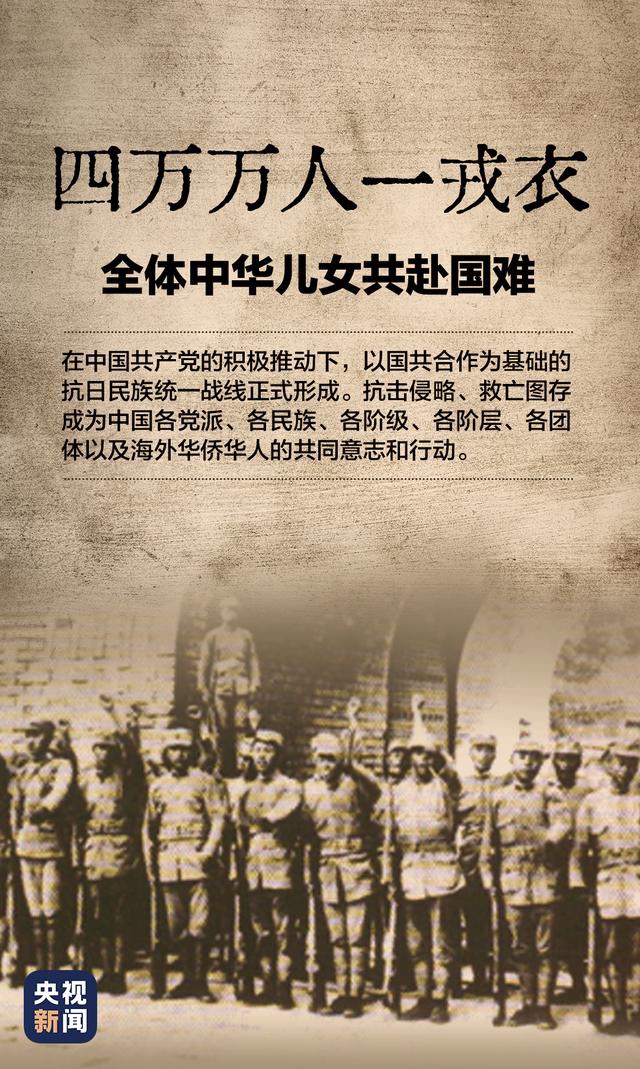 四万万人一戎衣
全体中华儿女共赴国难
在中国共产党的积极推动下，以国共合作为基础的
抗日民族统一战线正式形成。抗击侵略、救亡图存
成为中国各党派、各民族、各阶级、各阶层、各团
体以及海外华侨华人的共同意志和行动。
央视
新闻